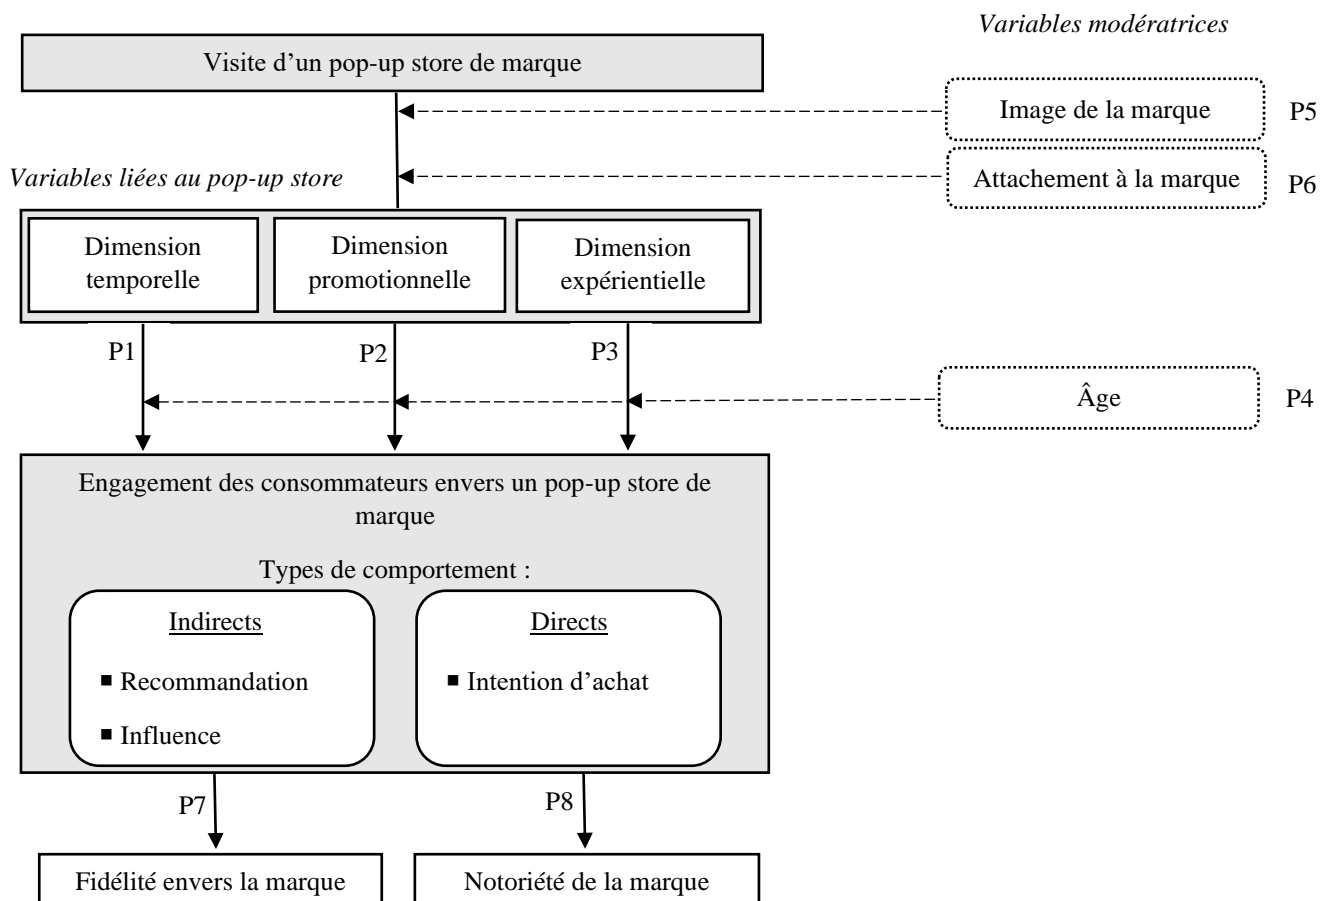 Variables modératrices
Visite d’un pop-up store de marque
Image de la marque
P5
Variables liées au pop-up store
Attachement à la marque
P6
Dimension
temporelle
Dimension
promotionnelle
Dimension
expérientielle
P1
P2
P3
Âge
P4
Engagement des consommateurs envers un pop-up store de
marque
Types de comportement :
Indirects
▪ Recommandation
▪ Influence
Directs
▪ Intention d’achat
P7
P8
Fidélité envers la marque
Notoriété de la marque